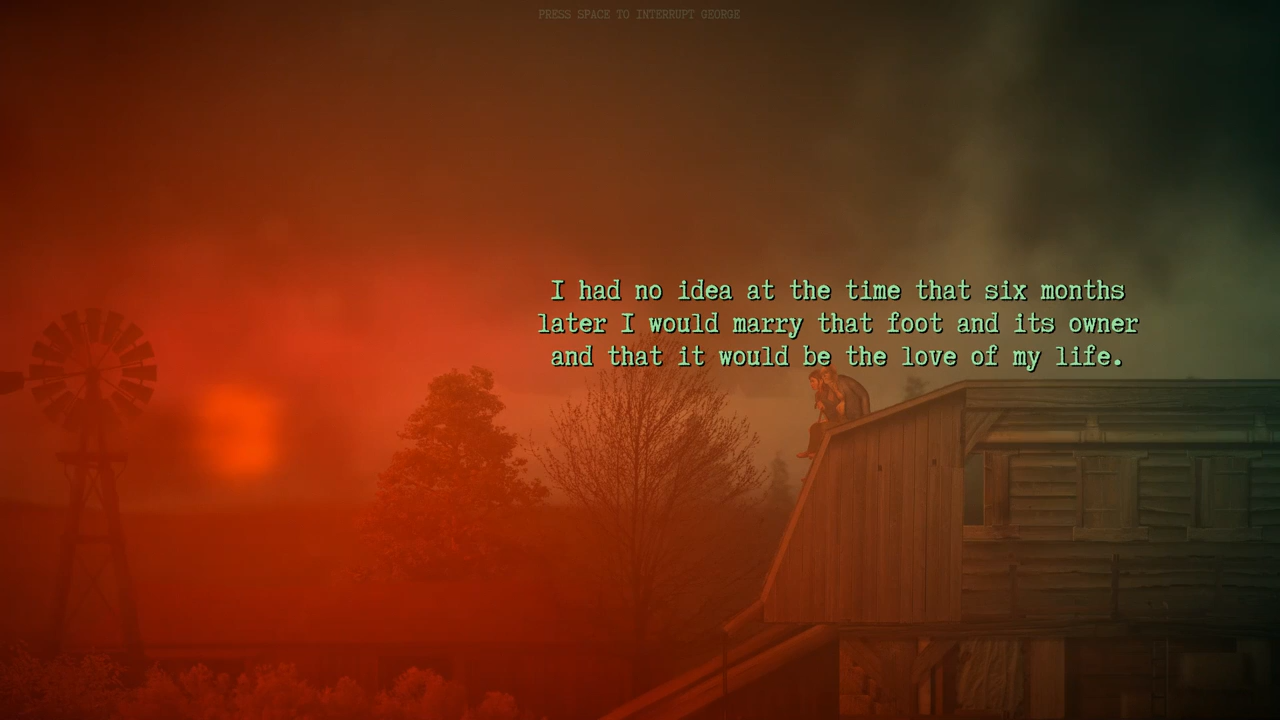 PRESS SPACE TO INTERRUPT GEORGE
I had no idea at the time that six months
later I would marry that foot and its owner
and that it would be the love of my life.